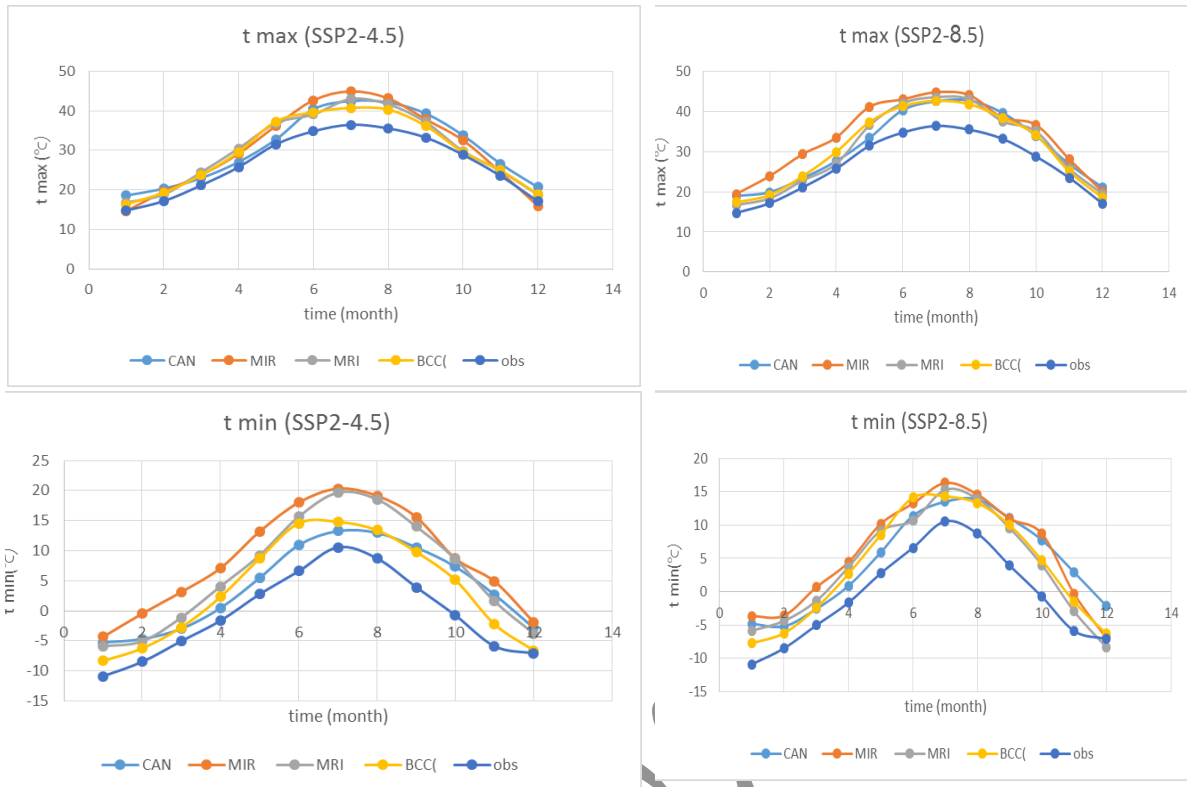 t max (SSP2-4.5)
50
40
30
20
10
0
0 2 4 6 8 10 12 14
t max (℃)
time (month)
CAN MIR MRI BCC( obs
t max (SSP2-8.5)
50
40
30
20
10
0
0 2 4 6 8 10 12 14
t max (℃)
time (month)
CAN MIR MRI BCC( obs
t min (SSP2-4.5)
25
20
15
10
5
0
-5
-10
-15
0 2 4 6 8 10 12 14
t min(℃)
time (month)
CAN MIR MRI BCC( obs
t min (SSP2-8.5)
20
15
10
5
0
-5
-10
-15
0 2 4 6 8 10 12 14
t min(℃)
time (month)
CAN MIR MRI BCC( obs